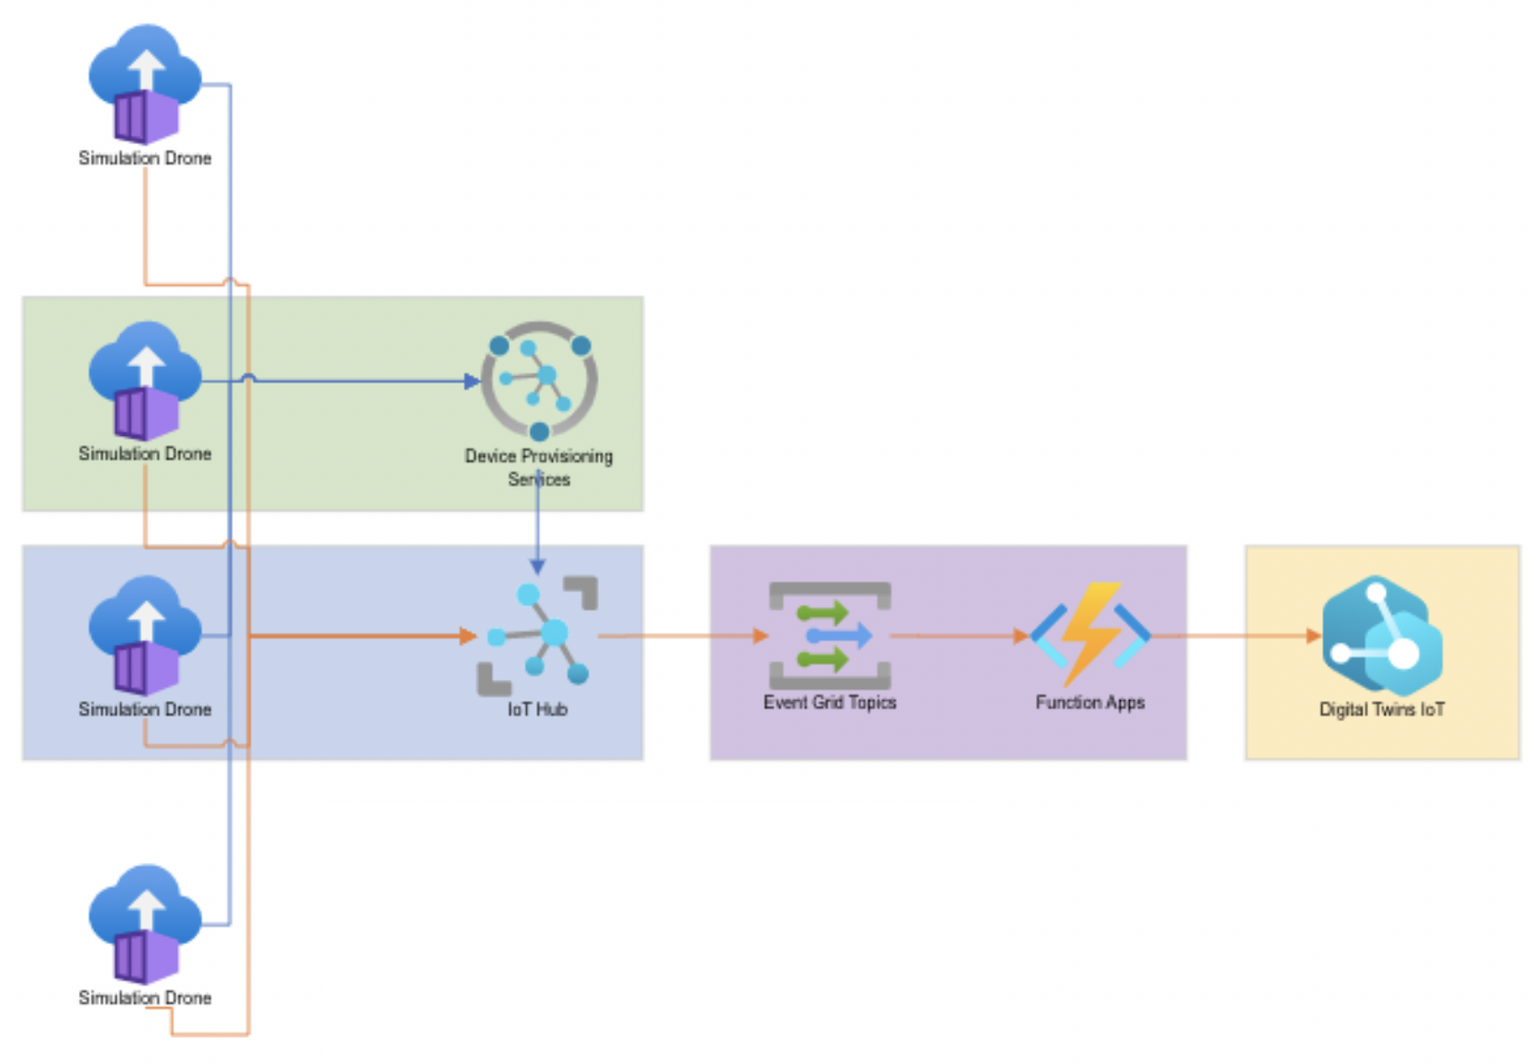 Simulation Drone
Simulation Drone
Device Provisioning
Services
Simulation Drone
IoT Hub
Event Grid Topics
Function Apps
Digital Twins IoT
Simulation Drone